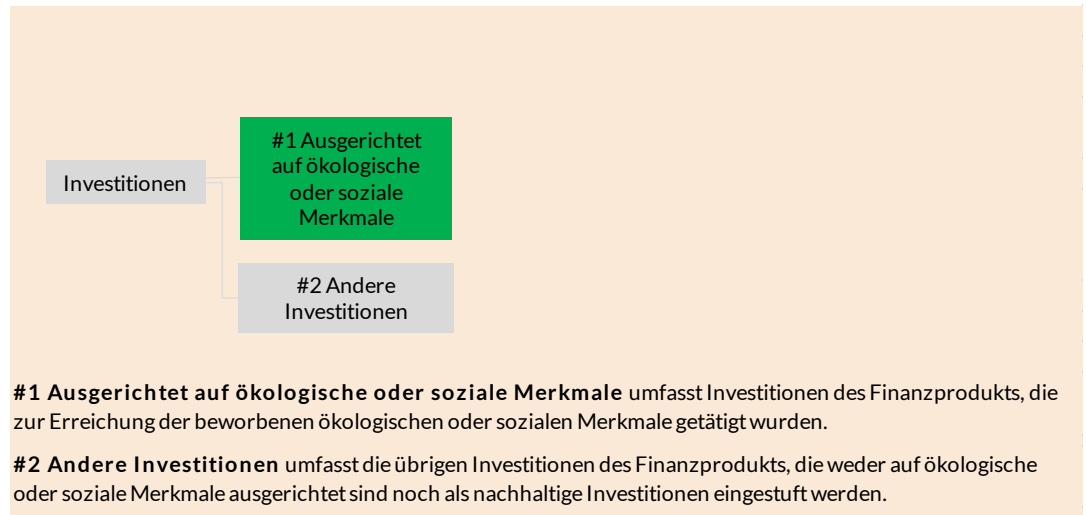 Investitionen
#1 Ausgerichtet
auf ökologische
oder soziale
Merkmale
#2 Andere
Investitionen
#1 Ausgerichtet auf ökologische oder soziale Merkmale umfasst Investitionen des Finanzprodukts, die
zur Erreichung der beworbenen ökologischen oder sozialen Merkmale getätigt wurden.
#2 Andere Investitionen umfasst die übrigen Investitionen des Finanzprodukts, die weder auf ökologische
oder soziale Merkmale ausgerichtet sind noch als nachhaltige Investitionen eingestuft werden.